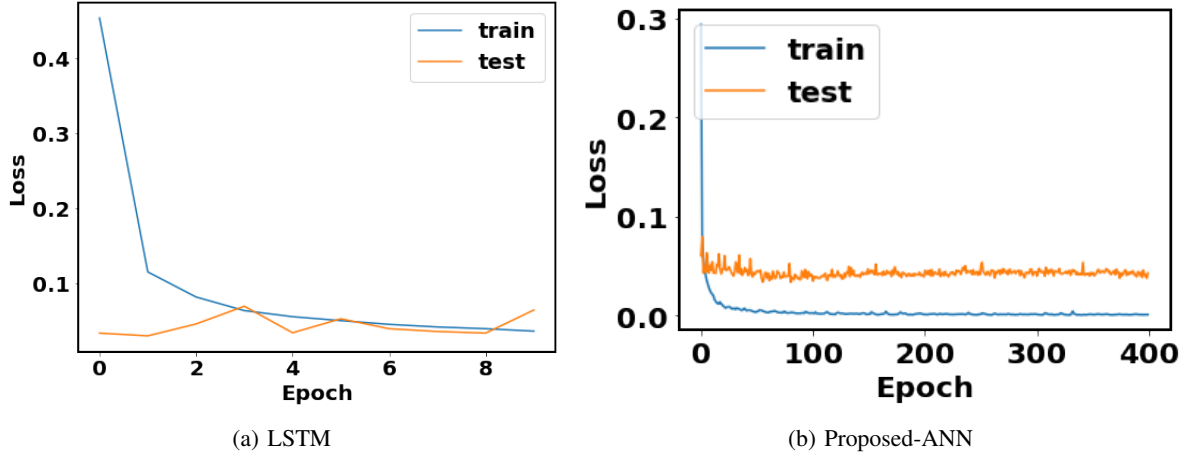 train
test
0.4
0.3
0.2
0.1
Loss
0 2 4 6 8
Epoch
(a) LSTM
train
test
0.3
0.2
0.1
0.0
Loss
0 100 200 300 400
Epoch
(b) Proposed-ANN